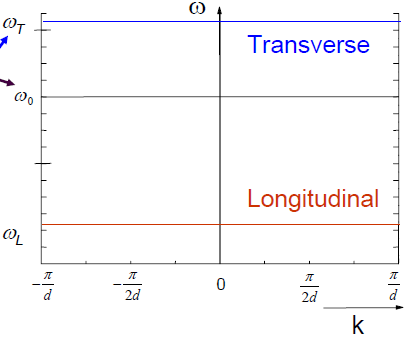 ω
ω_T
Transverse
ω_0
Longitudinal
ω_L
-π/d -π/2d 0 π/2d π/d
k